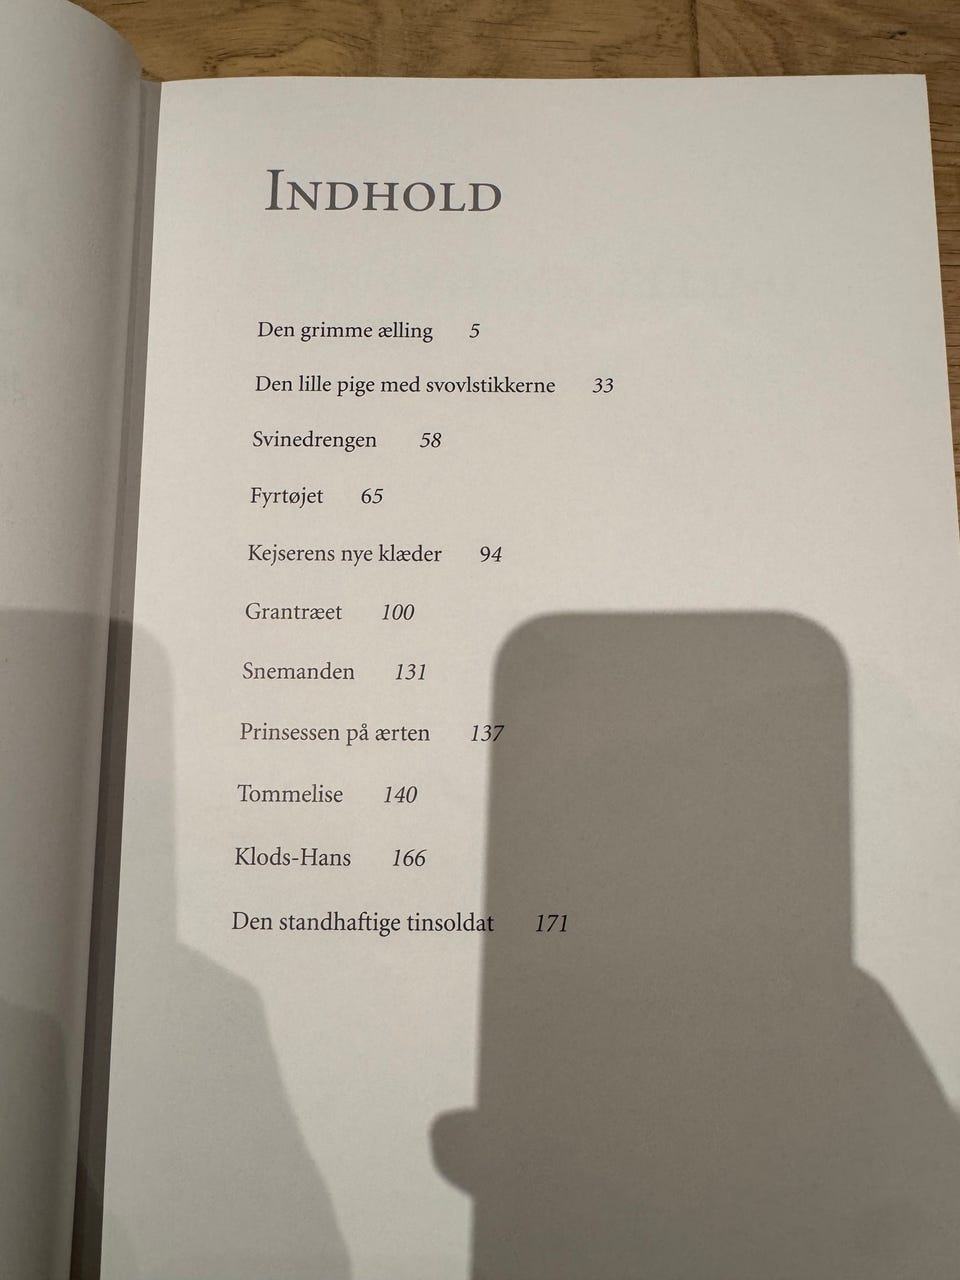 INDHOLD
Den grimme ælling 5
Den lille pige med svovlstikkerne 33
Svinedrengen 58
Fyrtøjet 65
Kejserens nye klæder 94
Grantræet 100
Snemanden 131
Prinsessen på ærten 137
Tommelise 140
Klods-Hans 166
Den standhaftige tinsoldat 171